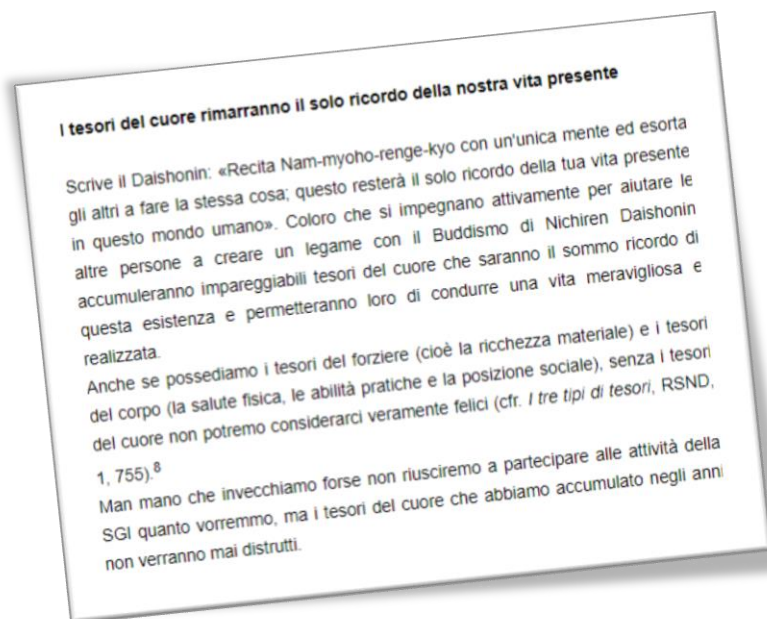 I tesori del cuore rimarranno il solo ricordo della nostra vita presente
Scrive il Daishonin: «Recita Nam-myoho-renge-kyo con un'unica mente ed esorta
gli altri a fare la stessa cosa; questo resterà il solo ricordo della tua vita presente
in questo mondo umano». Coloro che si impegnano attivamente per aiutare le
altre persone a creare un legame con il Buddismo di Nichiren Daishonin
accumuleranno impareggiabili tesori del cuore che saranno il sommo ricordo di
questa esistenza e permetteranno loro di condurre una vita meravigliosa e
realizzata.
Anche se possediamo i tesori del forziere (cioè la ricchezza materiale) e i tesori
del corpo (la salute fisica, le abilità pratiche e la posizione sociale), senza i tesori
del cuore non potremo considerarci veramente felici (cfr. I tre tipi di tesori, RSND,
1, 755).8
Man mano che invecchiamo forse non riusciremo a partecipare alle attività della
SGI quanto vorremmo, ma i tesori del cuore che abbiamo accumulato negli anni
non verranno mai distrutti.